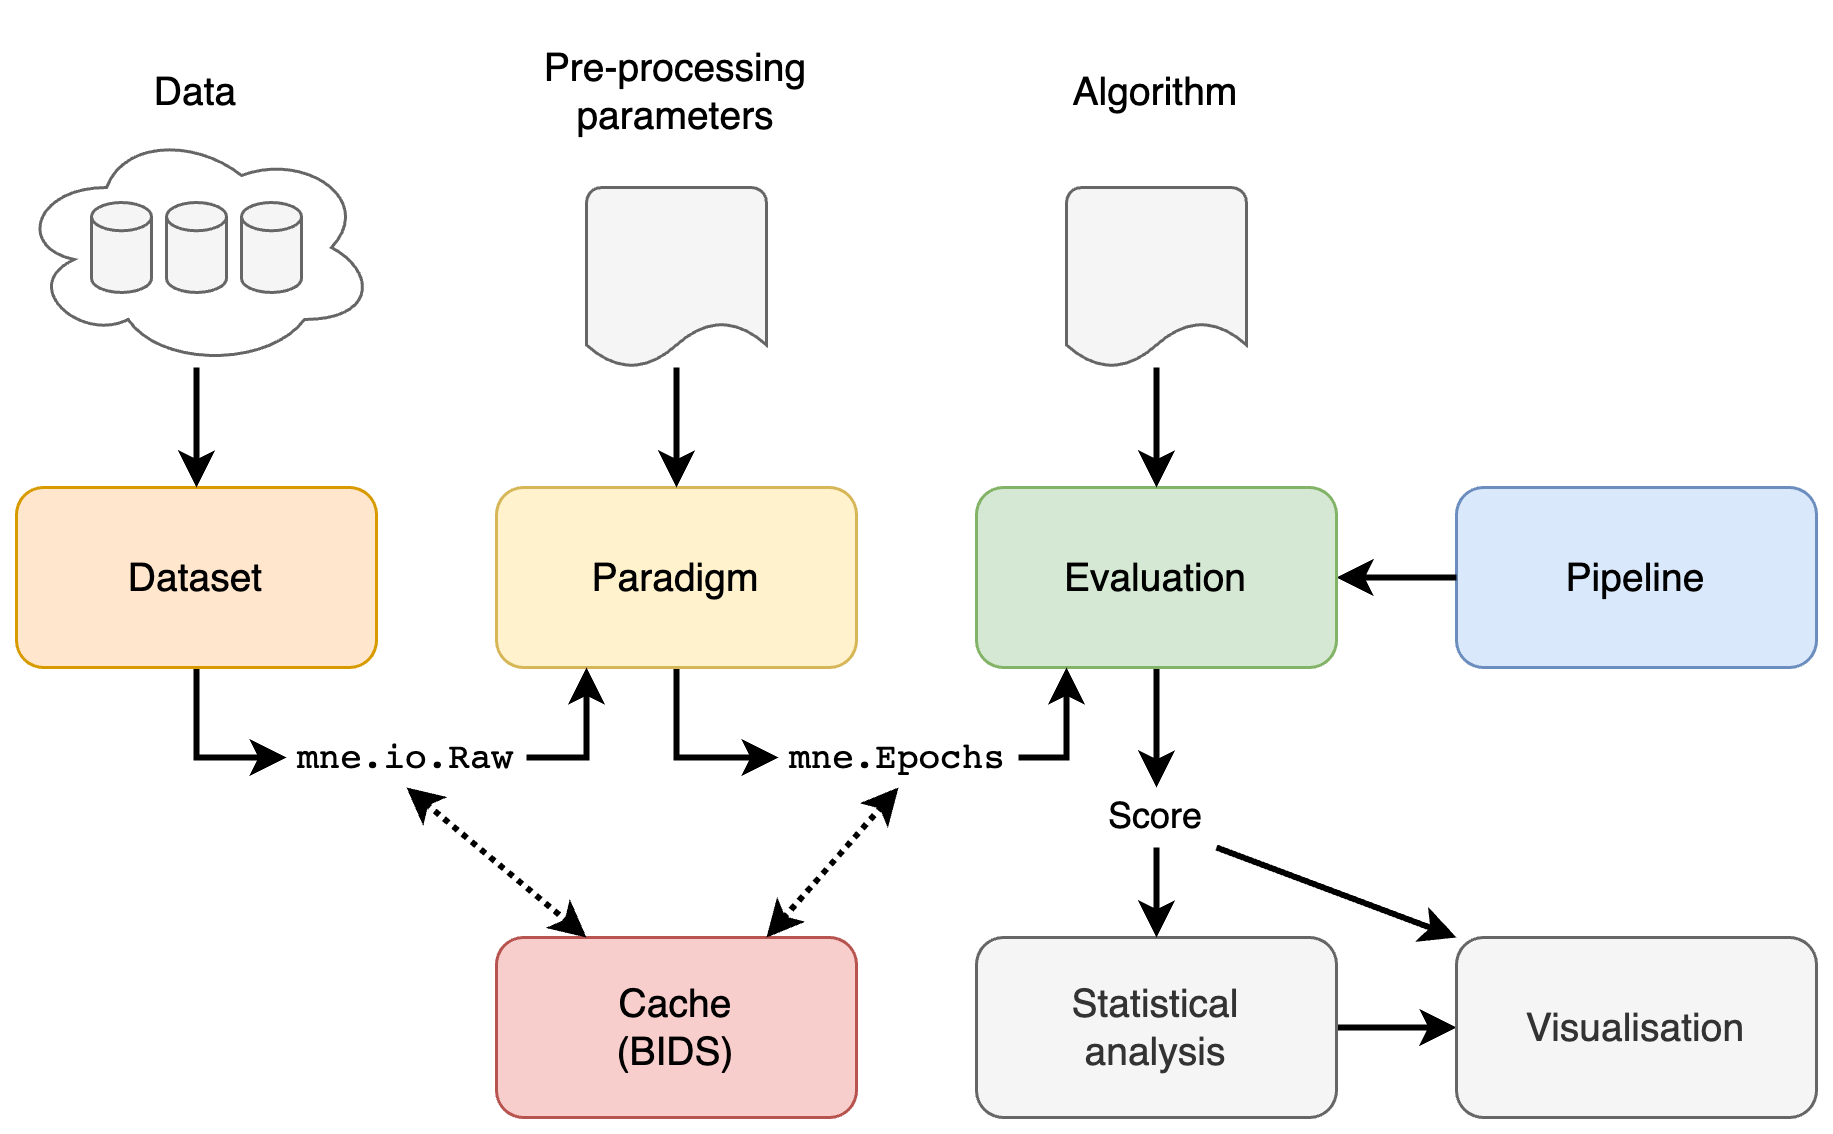 Data
Pre-processing
parameters
Algorithm
Dataset
Paradigm
Evaluation
Pipeline
mne.io.Raw
mne.Epochs
Score
Cache
(BIDS)
Statistical
analysis
Visualisation